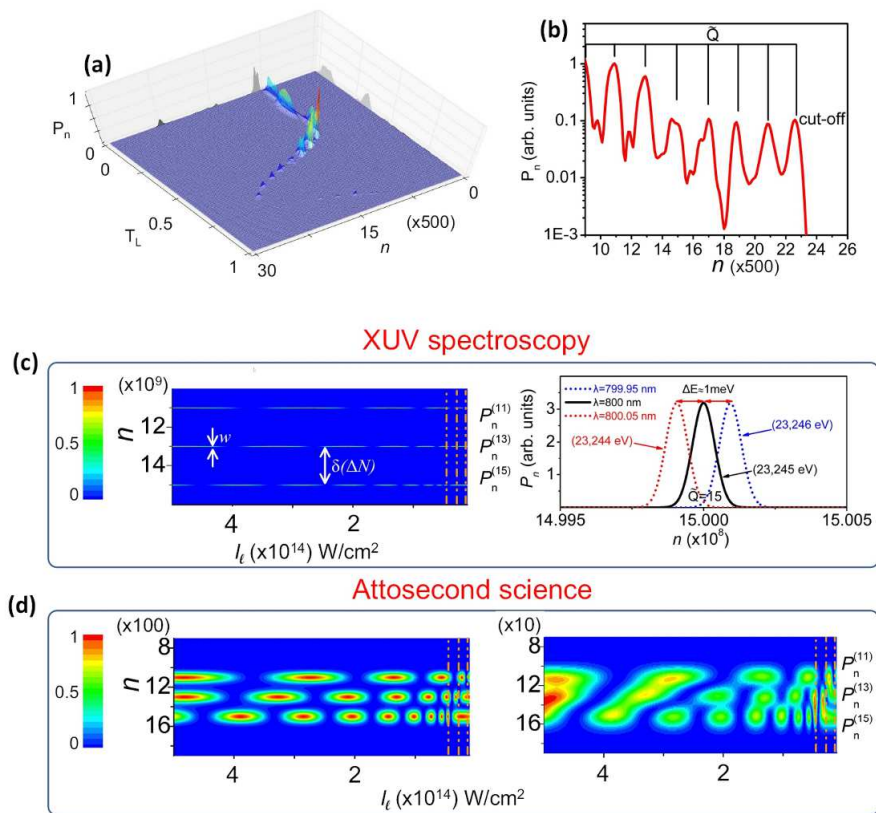 (a)
1
P_n
0
0
0.5
T_L
1
30
15
n
(x500)
0
(b)
Q̃
1
0.1
0.01
1E-3
P_n (arb. units)
cut-off
10 12 14 16 18 20 22 24 26
n (x500)
XUV spectroscopy
(c)
1
0.5
0
(x10^9)
n
12
14
w
δ(ΔN)
P_n^(11)
P_n^(13)
P_n^(15)
4
2
I_ℓ (x10^14) W/cm^2
λ=799.95 nm
λ=800 nm
λ=800.05 nm
ΔE≈1meV
(23,244 eV)
(23,246 eV)
(23,245 eV)
Q̃=15
3
2
1
0
P_n (arb. units)
14.995 15.000 15.005
n (x10^8)
Attosecond science
(d)
1
0.5
0
(x100)
8
12
16
n
4
2
(x10)
8
12
16
P_n^(11)
P_n^(13)
P_n^(15)
4
2
I_ℓ (x10^14) W/cm^2